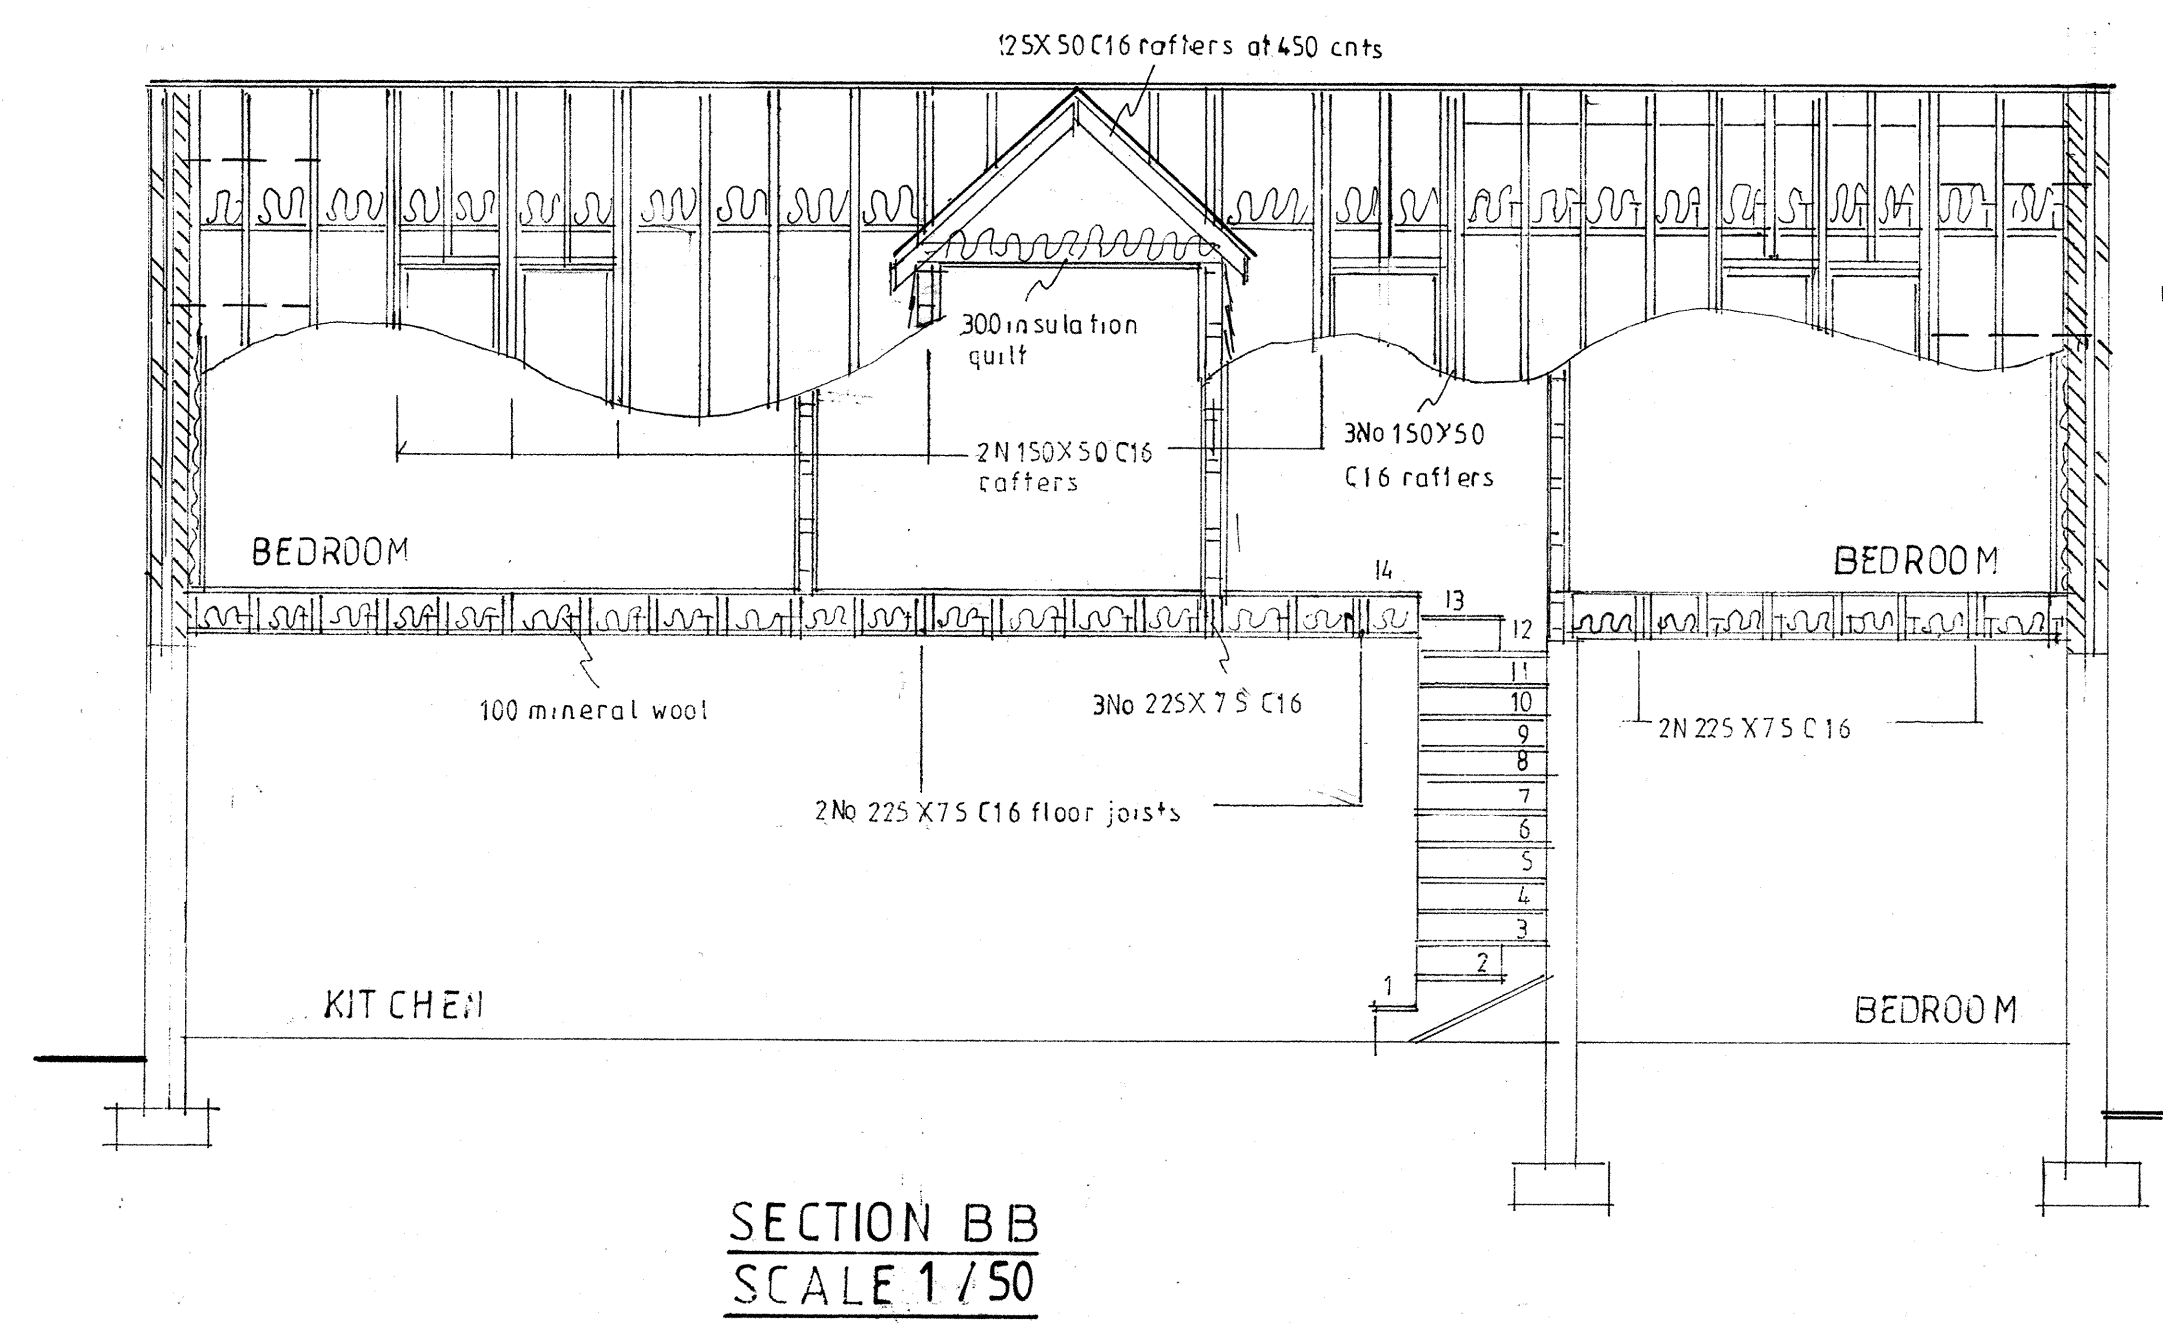 125X50 C16 rafters at 450 cnts
300 insulation
quilt
2N 150X50 C16
rafters
3No 150X50
C16 rafters
BEDROOM
BEDROOM
14
13
12
11
10
9
8
7
6
5
4
3
2
1
100 mineral wool
3No 225X75 C16
2N 225X75 C16
2No 225X75 C16 floor joists
KITCHEN
BEDROOM
SECTION BB
SCALE 1/50